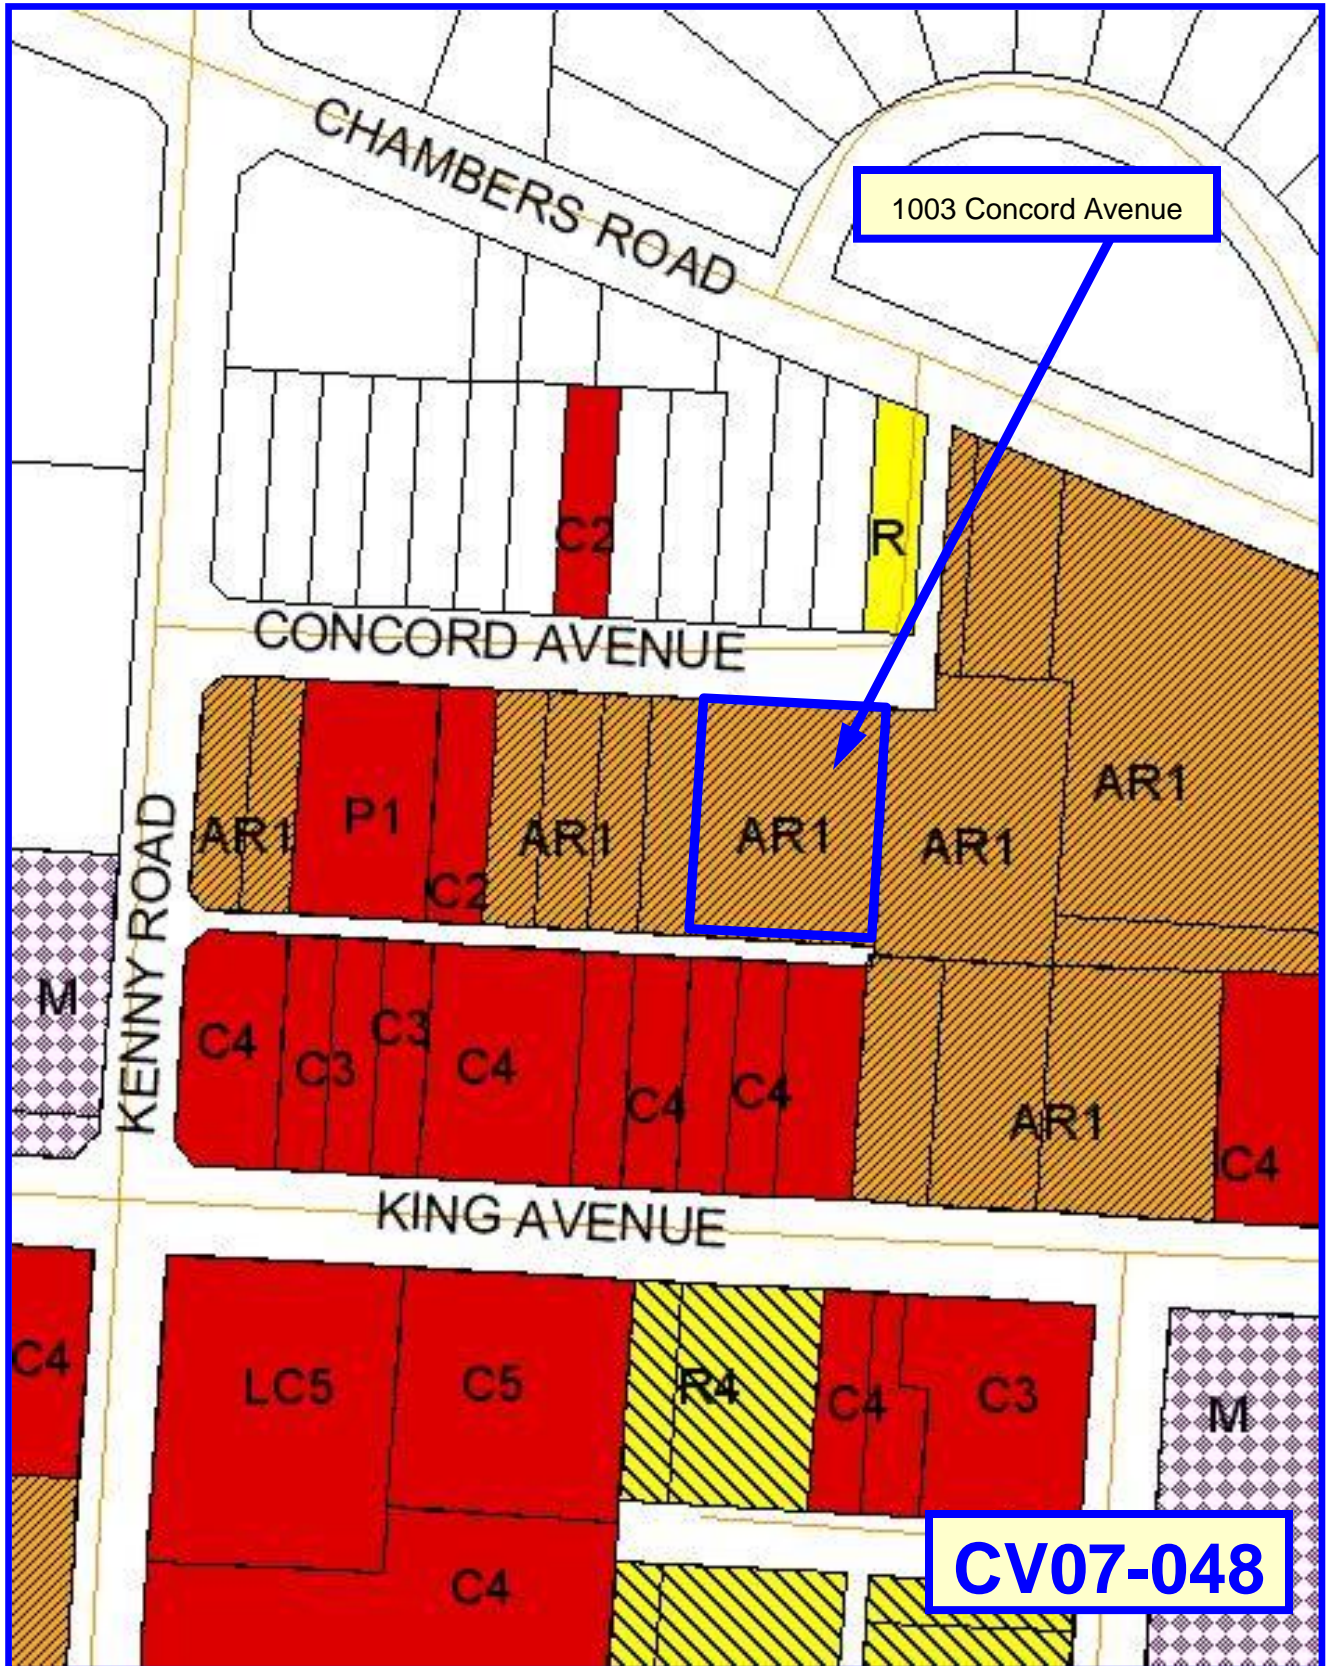 CHAMBERS ROAD
1003 Concord Avenue
C2
R
CONCORD AVENUE
AR1
P1
C2
AR1
AR1
AR1
AR1
KENNY ROAD
M
C4
C3
C3
C4
C4
C4
AR1
C4
KING AVENUE
C4
LC5
C5
R4
C4
C3
M
C4
CV07-048